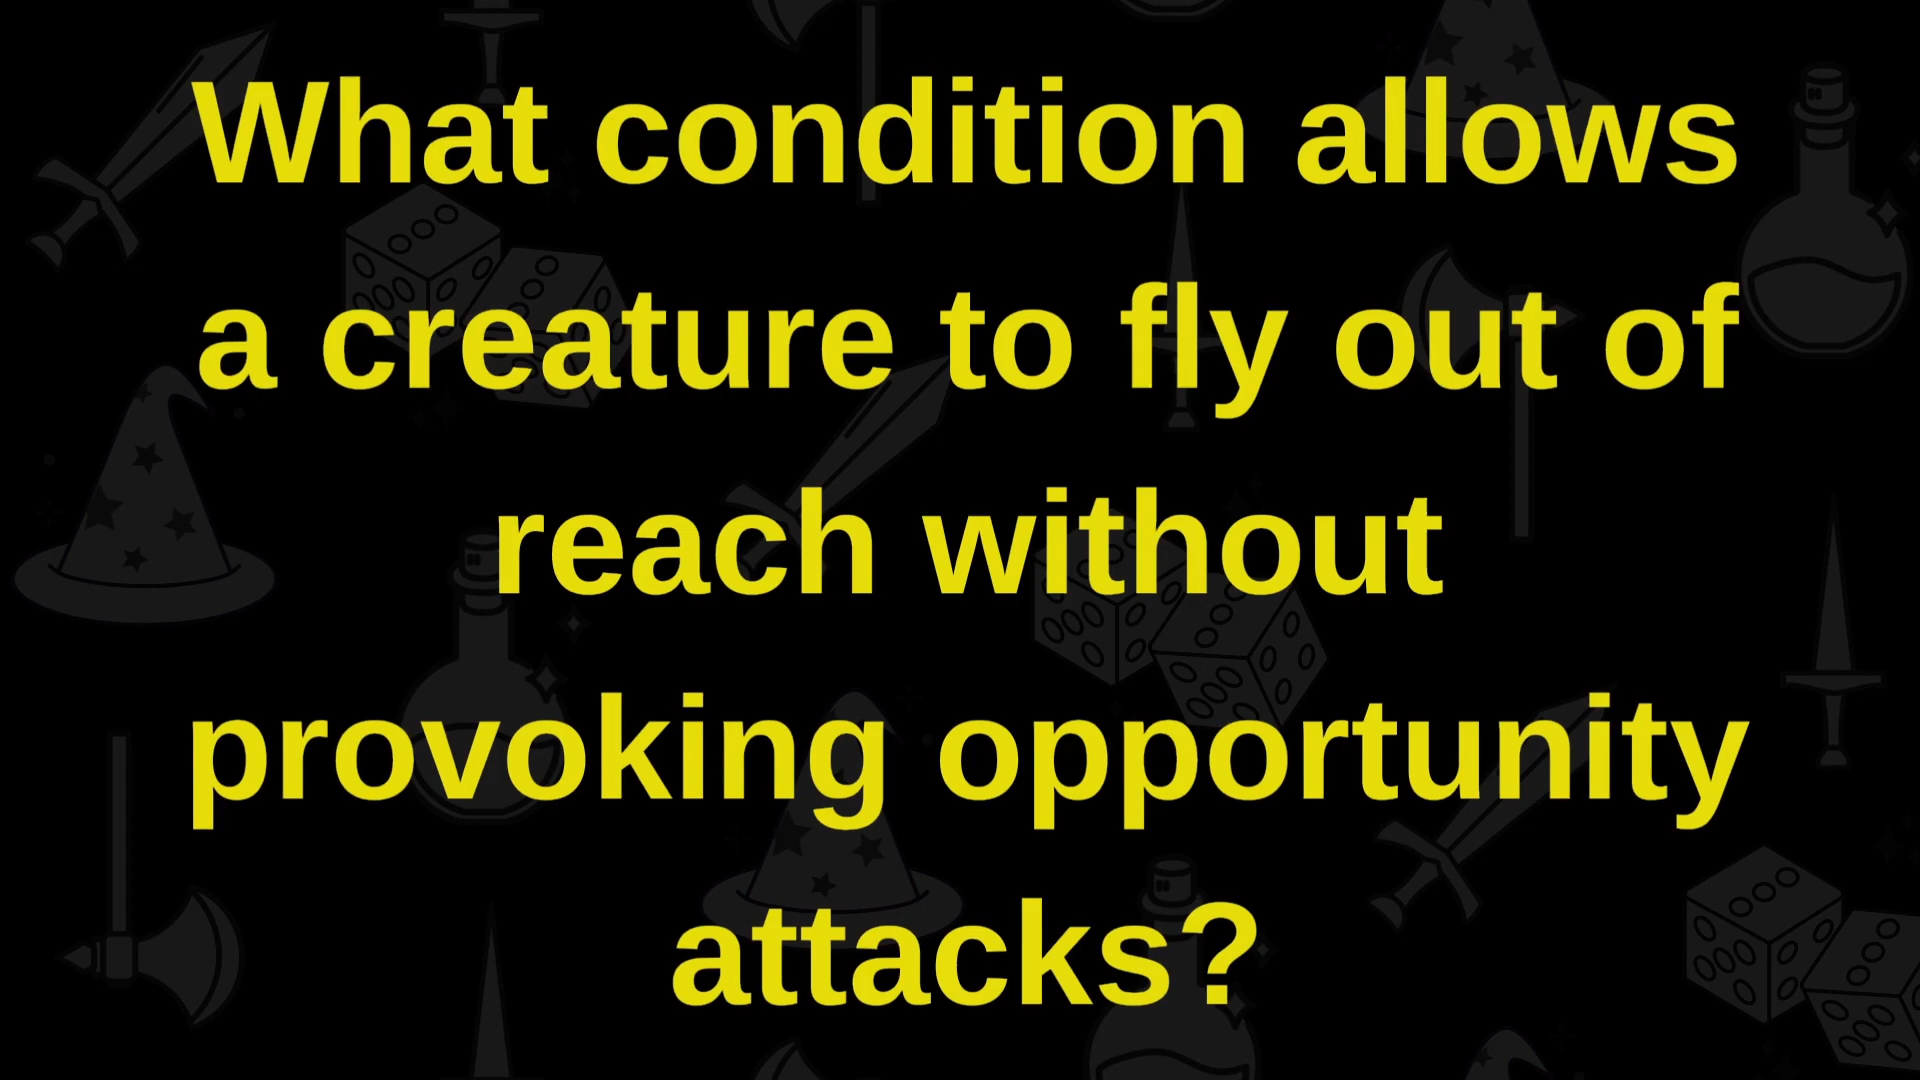 What condition allows
a creature to fly out of
reach without
provoking opportunity
attacks?